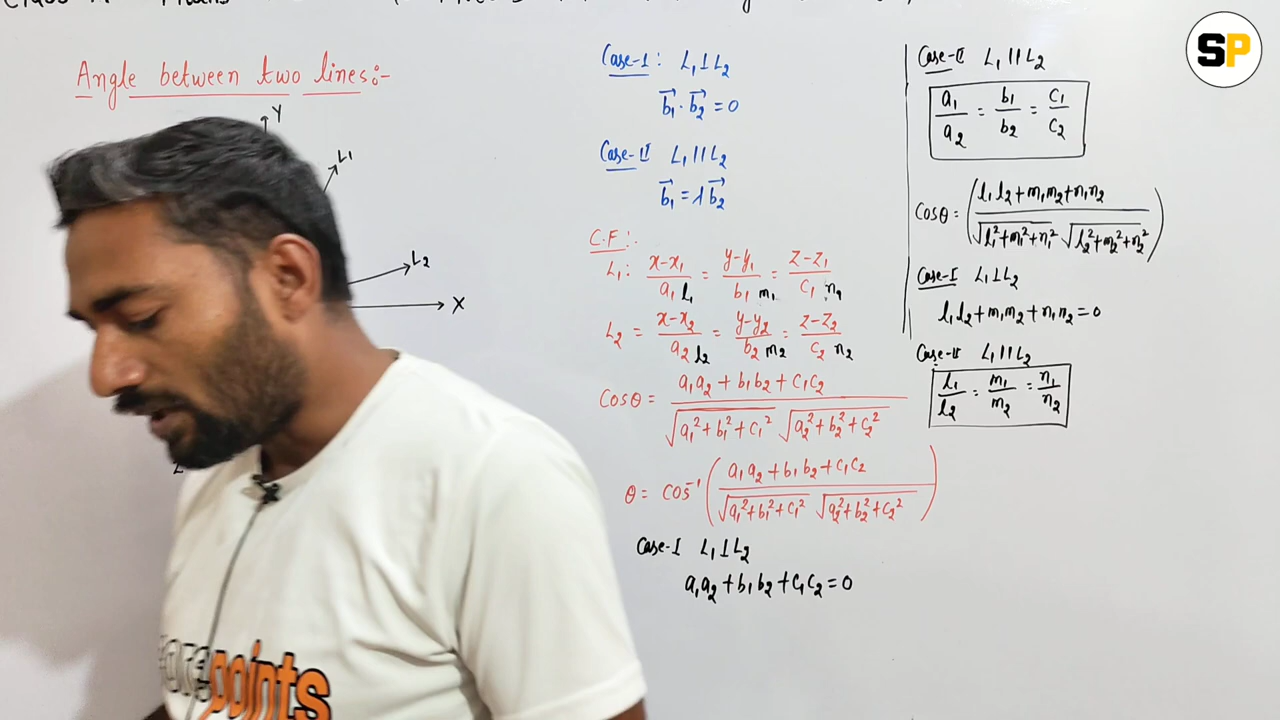 Angle between two lines:-
Y
L₁
L₂
X
Z
Case-I: L₁⊥L₂
b₁⃗ · b₂⃗ = 0
Case-II L₁||L₂
b₁⃗ = λb₂⃗
C.F:-
L₁: (x-x₁)/a₁ l₁ = (y-y₁)/b₁ m₁ = (z-z₁)/c₁ n₁
L₂ = (x-x₂)/a₂ l₂ = (y-y₂)/b₂ m₂ = (z-z₂)/c₂ n₂
Cosθ = (a₁a₂ + b₁b₂ + c₁c₂)/(√(a₁²+b₁²+c₁²) √(a₂²+b₂²+c₂²))
θ = COS⁻¹((a₁a₂+b₁b₂+c₁c₂)/(√(a₁²+b₁²+c₁²) √(a₂²+b₂²+c₂²)))
Case-I L₁⊥L₂
a₁a₂+b₁b₂+c₁c₂=0
Case-II L₁||L₂
a₁/a₂ = b₁/b₂ = c₁/c₂
Cosθ = ((l₁l₂+m₁m₂+n₁n₂)/(√(l₁²+m₁²+n₁²) √(l₂²+m₂²+n₂²)))
Case-I L₁⊥L₂
l₁l₂+m₁m₂+n₁n₂=0
Case-II L₁||L₂
l₁/l₂ = m₁/m₂ = n₁/n₂
SP
points